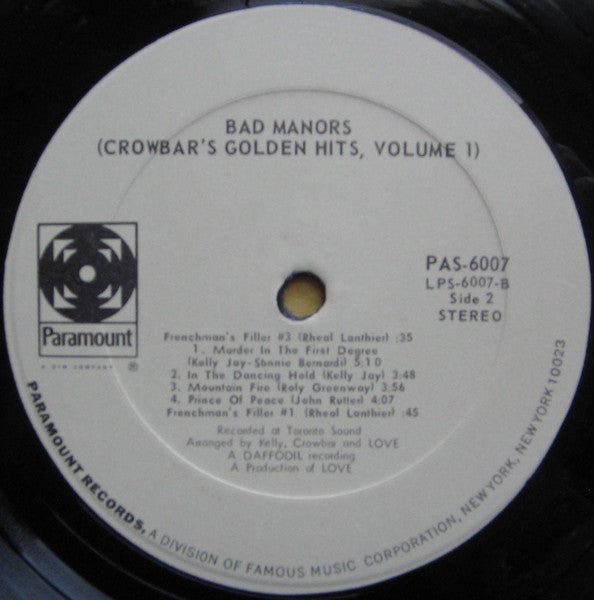 BAD MANORS
(CROWBAR'S GOLDEN HITS, VOLUME 1)
Paramount
A G+W COMPANY ®
PAS-6007
LPS-6007-B
Side 2
STEREO
Frenchman's Filler #3 (Rheal Lanthier) :35
1. Murder In The First Degree
(Kelly Jay-Sonnie Bernardi) 5:10
2. In The Dancing Hold (Kelly Jay) 3:48
3. Mountain Fire (Roly Greenway) 3:56
4. Prince Of Peace (John Rutter) 4:07
Frenchman's Filler #1 (Rheal Lanthier) :45
Recorded at Toronto Sound
Arranged by Kelly, Crowbar and LOVE
A DAFFODIL recording
A Production of LOVE
PARAMOUNT RECORDS, A DIVISION OF FAMOUS MUSIC CORPORATION, NEW YORK, NEW YORK 10023